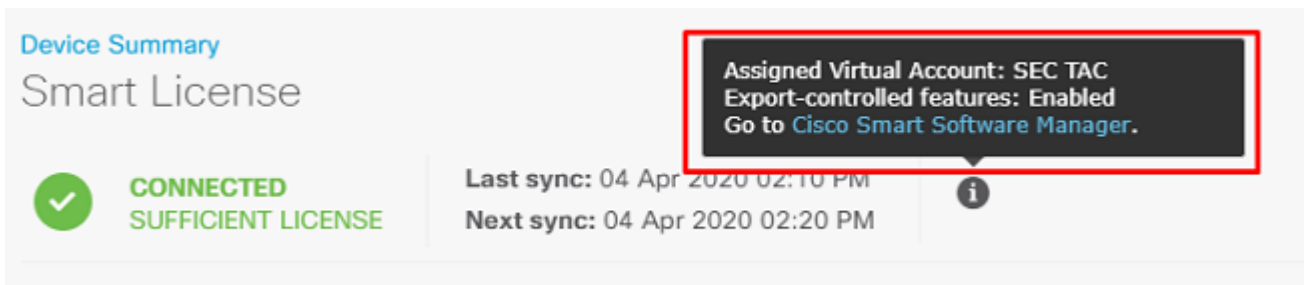 Device Summary
Smart License
Assigned Virtual Account: SEC TAC
Export-controlled features: Enabled
Go to Cisco Smart Software Manager.
CONNECTED
SUFFICIENT LICENSE
Last sync: 04 Apr 2020 02:10 PM
Next sync: 04 Apr 2020 02:20 PM